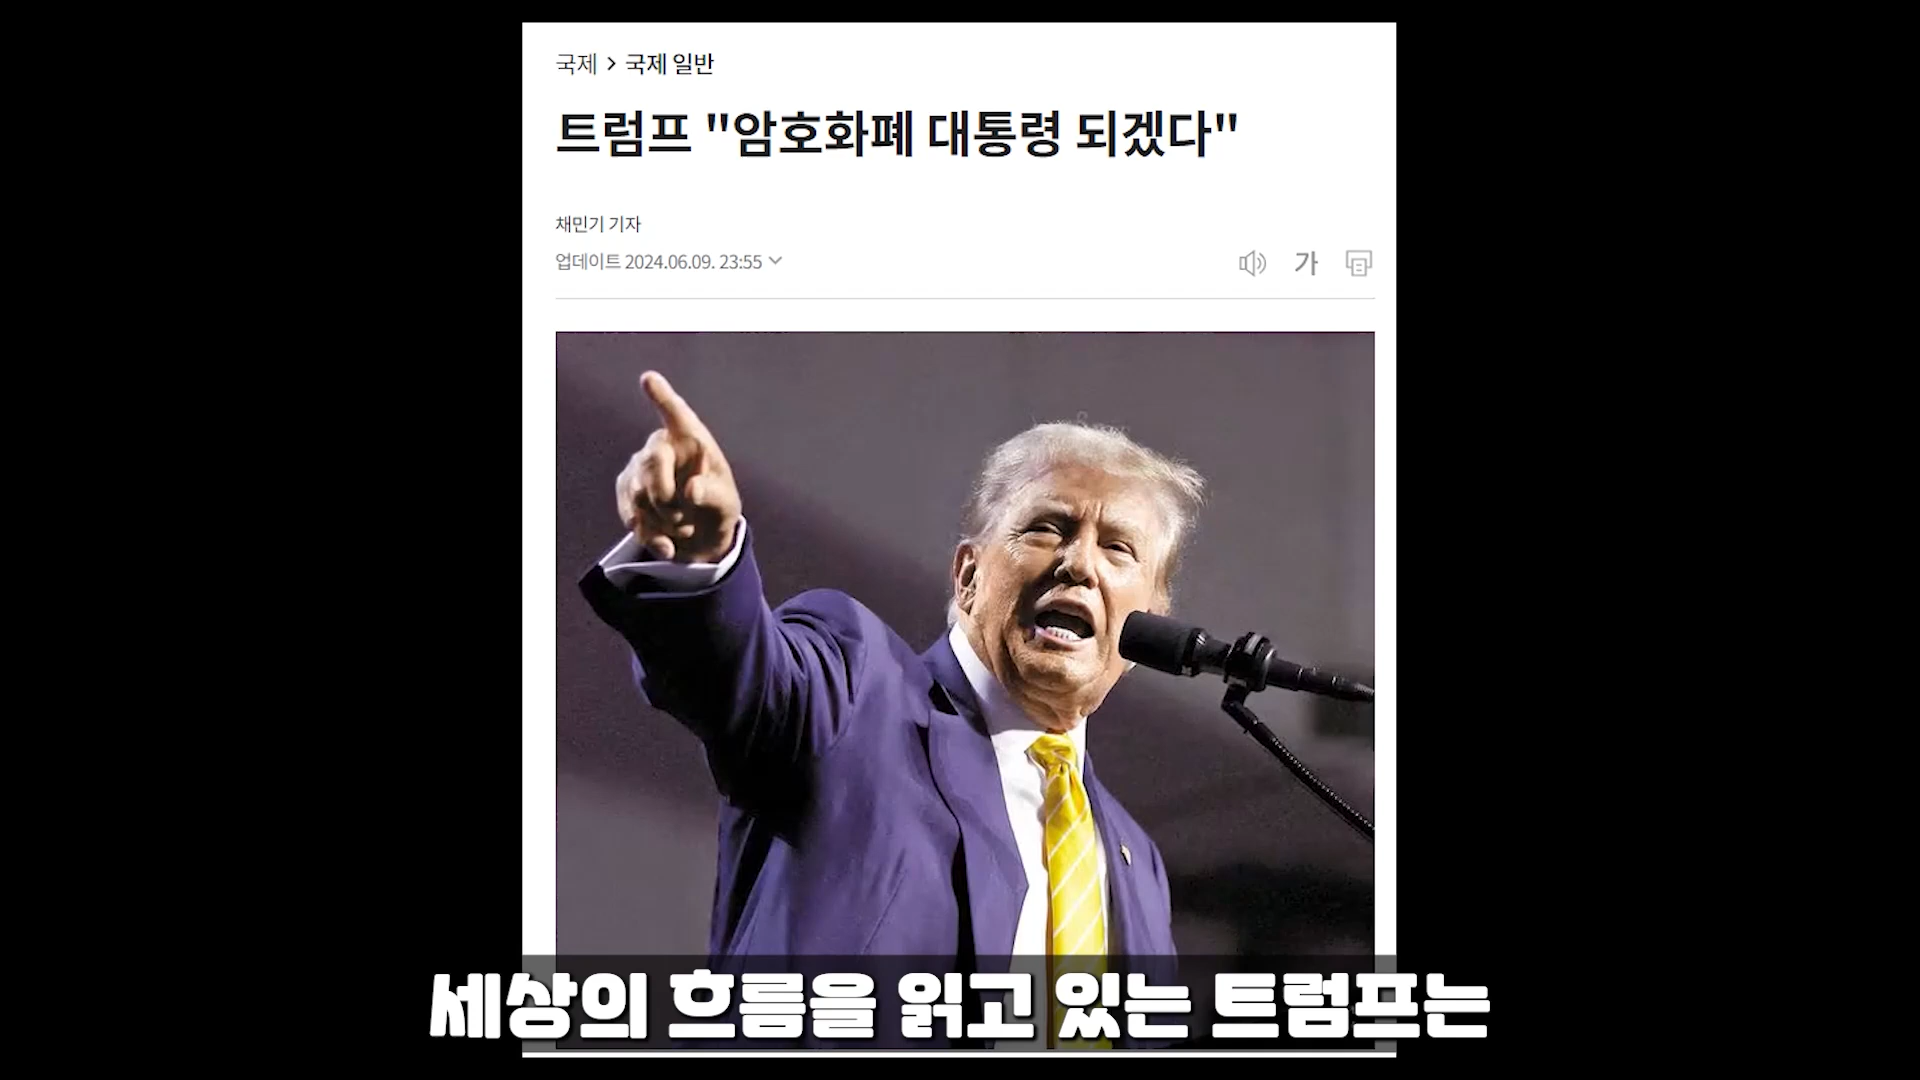 국제 > 국제 일반
트럼프 "암호화폐 대통령 되겠다"
채민기 기자
업데이트 2024.06.09. 23:55
가
세상의 흐름을 읽고 있는 트럼프는